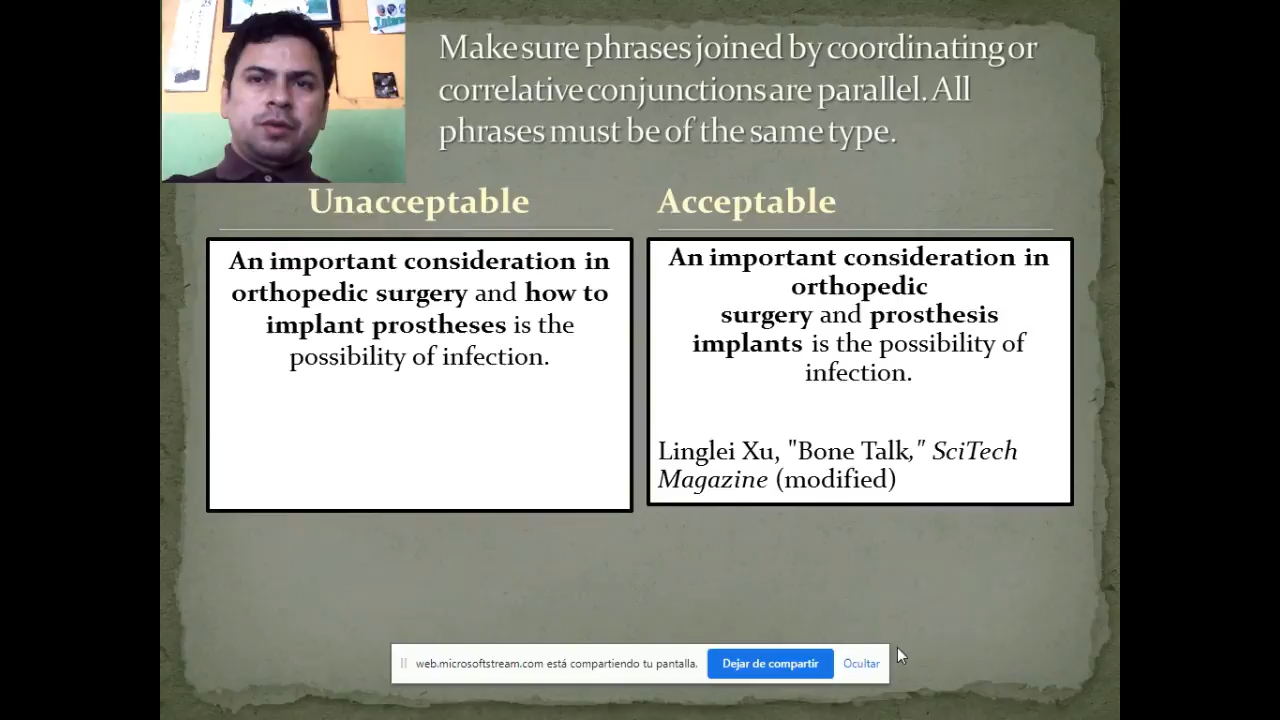 Make sure phrases joined by coordinating or
correlative conjunctions are parallel. All
phrases must be of the same type.
Unacceptable
An important consideration in
orthopedic surgery and how to
implant prostheses is the
possibility of infection.
Acceptable
An important consideration in
orthopedic
surgery and prosthesis
implants is the possibility of
infection.
Linglei Xu, "Bone Talk," SciTech
Magazine (modified)
web.microsoftstream.com está compartiendo tu pantalla.
Dejar de compartir
Ocultar